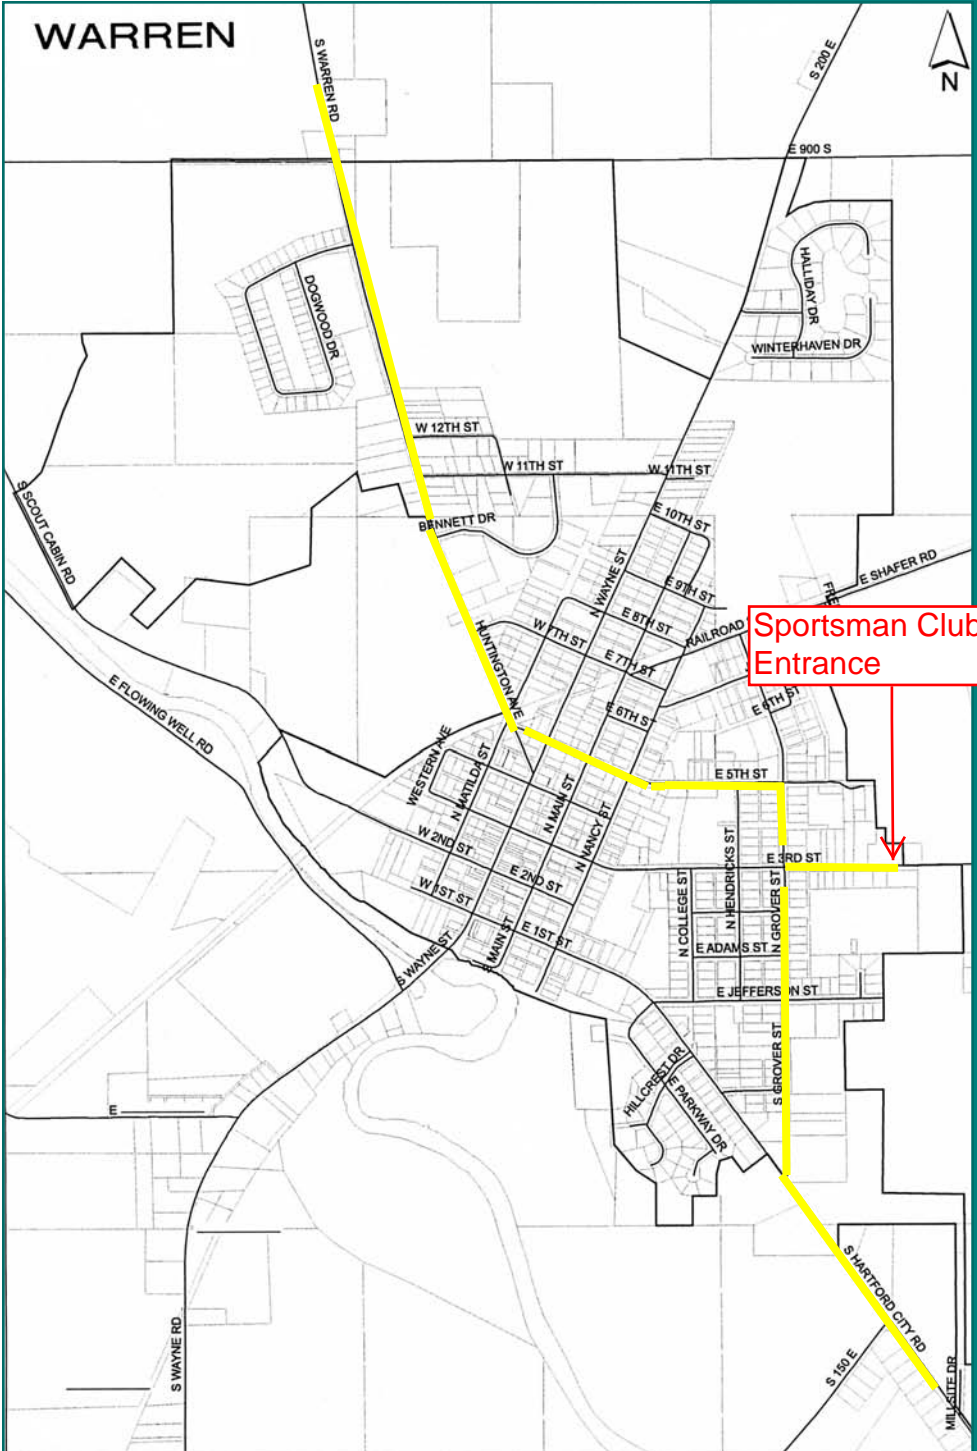 WARREN
N
S WARREN RD
S 200 E
E 900 S
HALLIDAY DR
WINTERHAVEN DR
DOGWOOD DR
W 12TH ST
W 11TH ST
W 11TH ST
BENNETT DR
E 10TH ST
S SCOUT CABIN RD
N WAYNE ST
E 9TH ST
E SHAFER RD
E 8TH ST
W 7TH ST
RAILROAD
HUNTINGTON AVE
E 7TH ST
Sportsman Club
Entrance
E 6TH ST
E 6TH ST
E FLOWING WELL RD
WESTERN AVE
N MATILDA ST
E 5TH ST
N MAIN ST
N NANCY ST
W 2ND ST
E 2ND ST
E 3RD ST
N HENDRICKS ST
N COLLEGE ST
N GROVER ST
W 1ST ST
E 1ST ST
S MAIN ST
S WAYNE ST
E ADAMS ST
E JEFFERSON ST
HILLCREST DR
E PARKWAY DR
S GROVER ST
E
S HARTFORD CITY RD
S WAYNE RD
S 150 E
MILLSITE DR